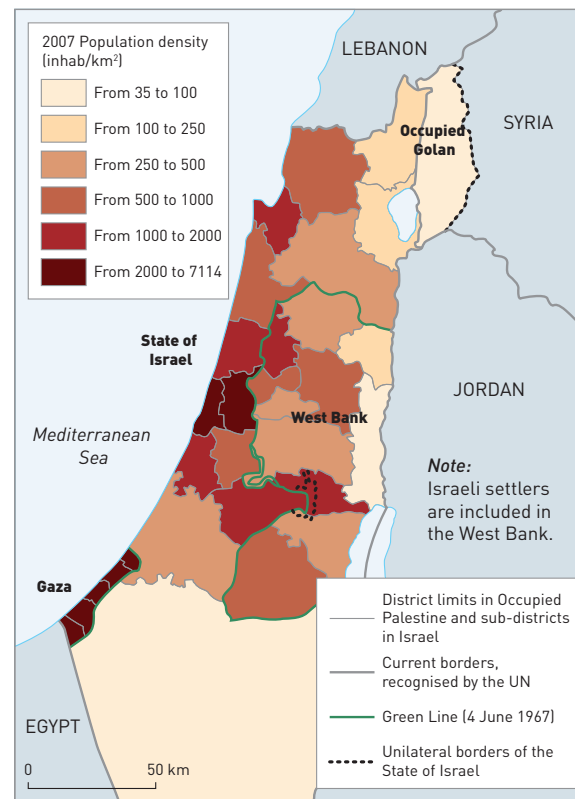 2007 Population density
(inhab/km²)
From 35 to 100
From 100 to 250
From 250 to 500
From 500 to 1000
From 1000 to 2000
From 2000 to 7114
LEBANON
SYRIA
Occupied
Golan
State of
Israel
JORDAN
West Bank
Mediterranean
Sea
Note:
Israeli settlers
are included in
the West Bank.
Gaza
EGYPT
0 50 km
District limits in Occupied
Palestine and sub-districts
in Israel
Current borders,
recognised by the UN
Green Line (4 June 1967)
Unilateral borders of the
State of Israel